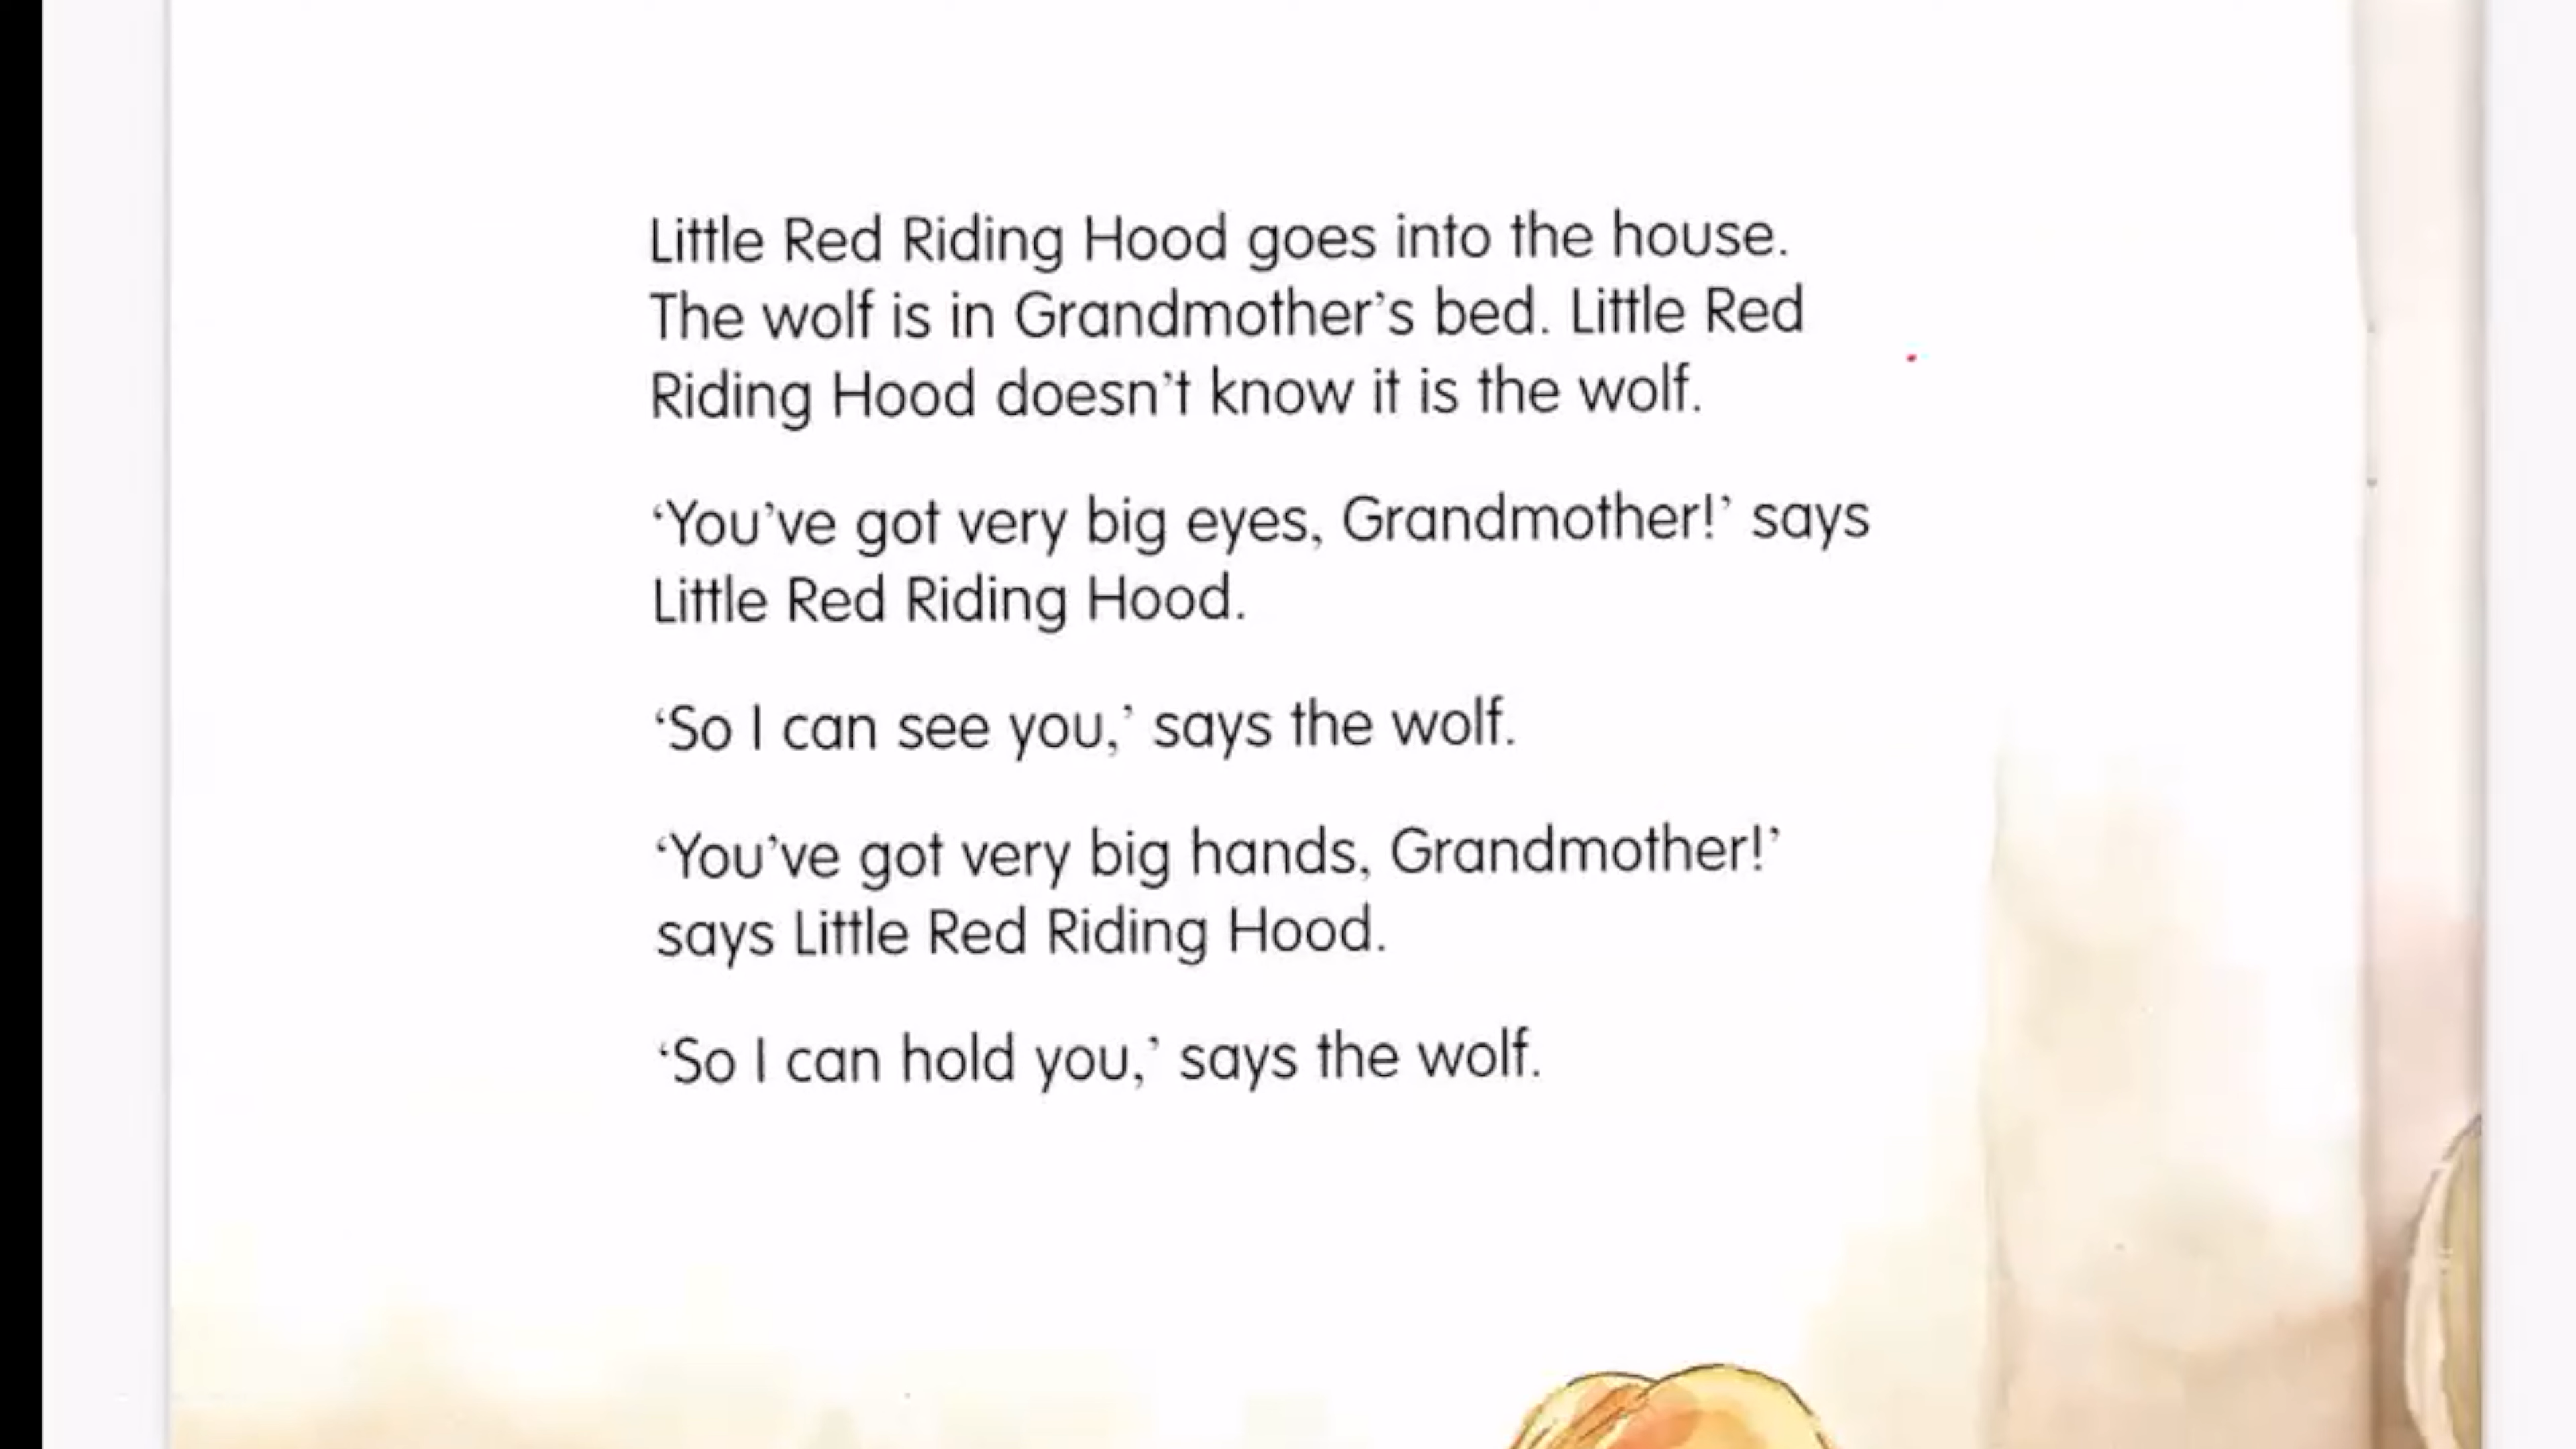 Little Red Riding Hood goes into the house.
The wolf is in Grandmother’s bed. Little Red
Riding Hood doesn’t know it is the wolf.
‘You’ve got very big eyes, Grandmother!’ says
Little Red Riding Hood.
‘So I can see you,’ says the wolf.
‘You’ve got very big hands, Grandmother!’
says Little Red Riding Hood.
‘So I can hold you,’ says the wolf.